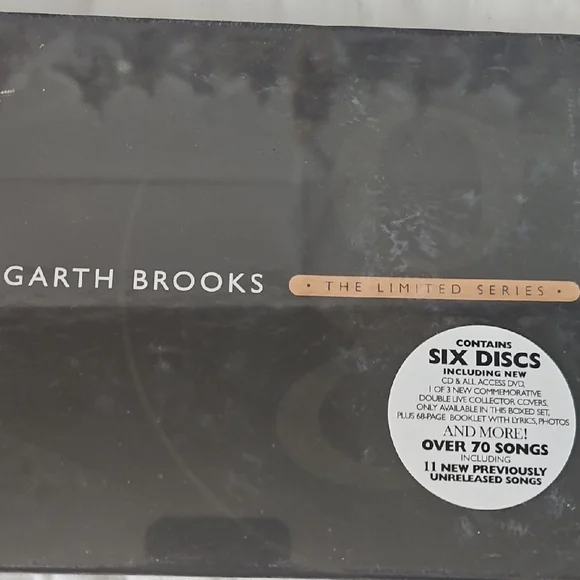 GARTH BROOKS
• THE LIMITED SERIES •
CONTAINS
SIX DISCS
INCLUDING NEW
CD & ALL ACCESS DVD,
1 OF 3 NEW COMMEMORATIVE
DOUBLE LIVE COLLECTOR COVERS,
ONLY AVAILABLE IN THIS BOXED SET,
PLUS 68-PAGE BOOKLET WITH LYRICS, PHOTOS
AND MORE!
OVER 70 SONGS
INCLUDING
11 NEW PREVIOUSLY
UNRELEASED SONGS